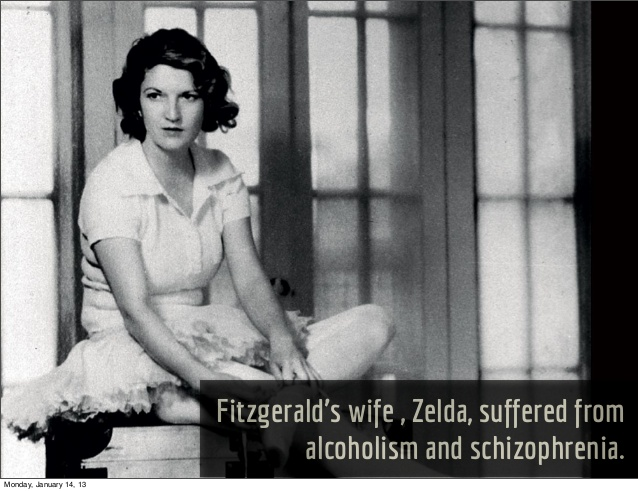 Fitzgerald's wife , Zelda, suffered from
alcoholism and schizophrenia.
Monday, January 14, 13